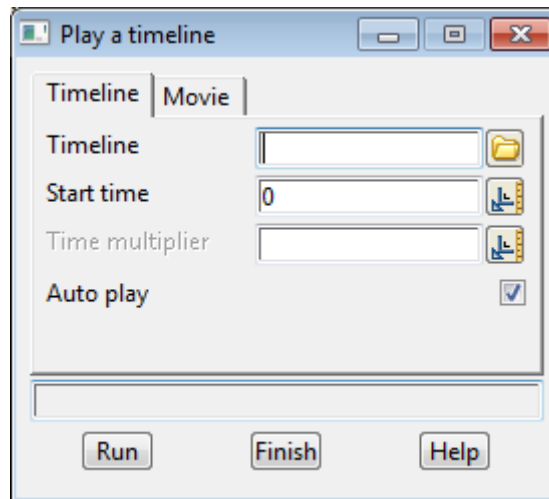 Play a timeline
Timeline Movie
Timeline
Start time 0
Time multiplier
Auto play
Run Finish Help